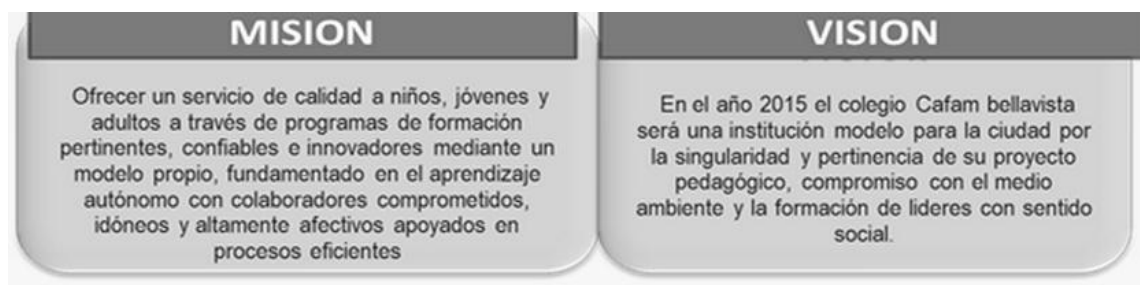 MISION
Ofrecer un servicio de calidad a niños, jóvenes y
adultos a través de programas de formación
pertinentes, confiables e innovadores mediante un
modelo propio, fundamentado en el aprendizaje
autónomo con colaboradores comprometidos,
idóneos y altamente afectivos apoyados en
procesos eficientes
VISION
En el año 2015 el colegio Cafam bellavista
será una institución modelo para la ciudad por
la singularidad y pertinencia de su proyecto
pedagógico, compromiso con el medio
ambiente y la formación de lideres con sentido
social.